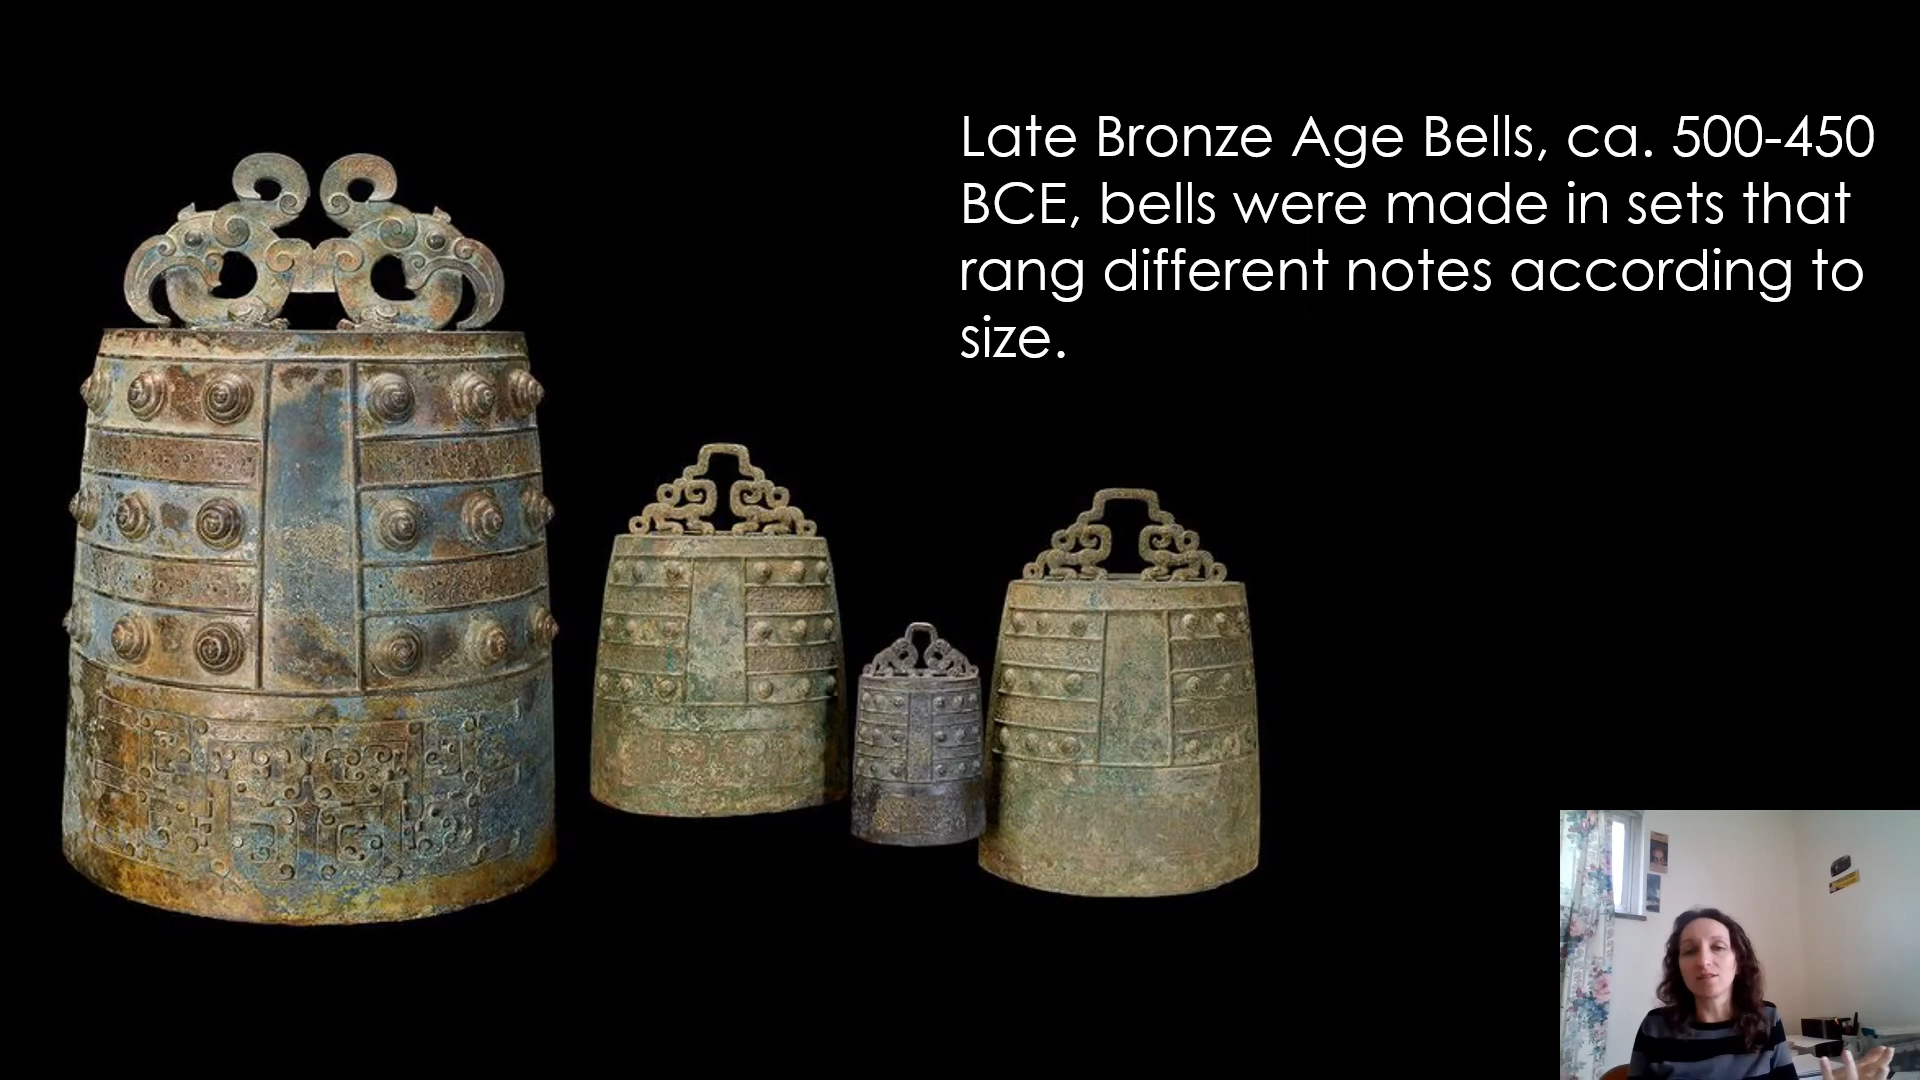 Late Bronze Age Bells, ca. 500-450
BCE, bells were made in sets that
rang different notes according to
size.